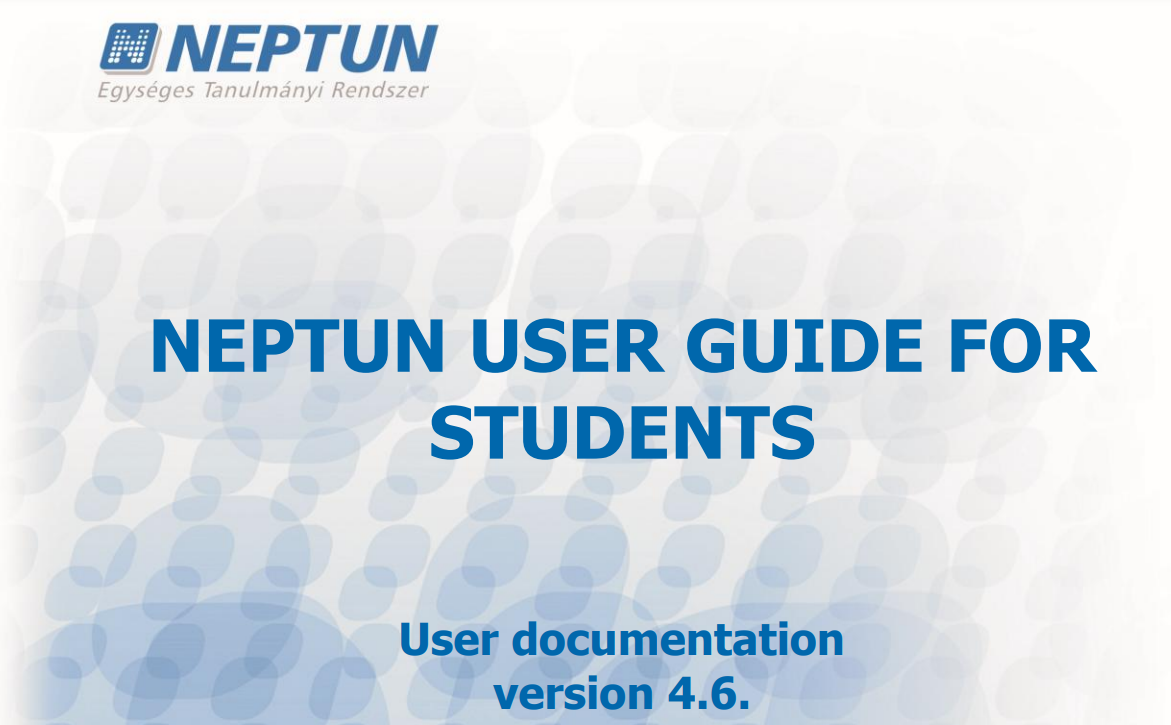 NEPTUN
Egységes Tanulmányi Rendszer
NEPTUN USER GUIDE FOR
STUDENTS
User documentation
version 4.6.